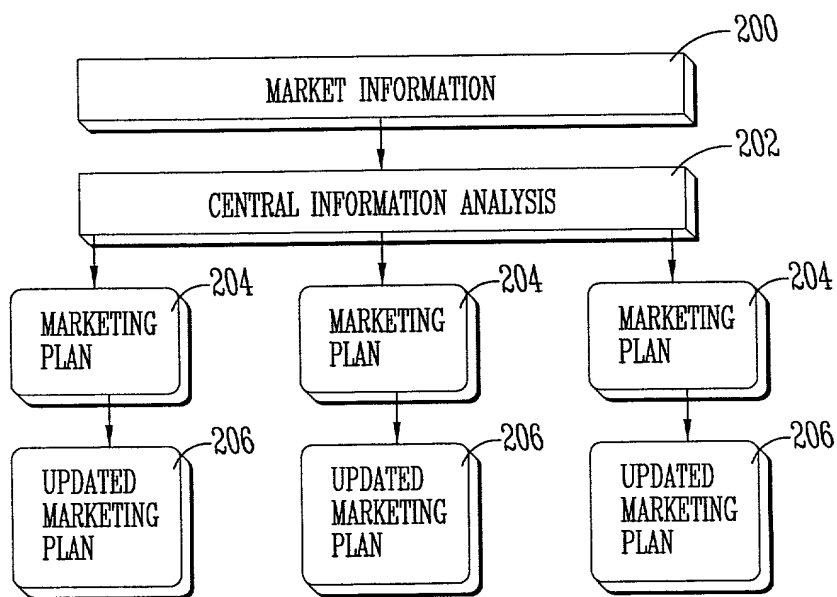 200
MARKET INFORMATION
202
CENTRAL INFORMATION ANALYSIS
204
MARKETING
PLAN
204
MARKETING
PLAN
204
MARKETING
PLAN
206
UPDATED
MARKETING
PLAN
206
UPDATED
MARKETING
PLAN
206
UPDATED
MARKETING
PLAN